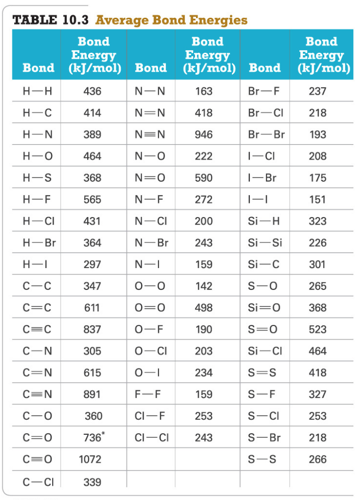 TABLE 10.3 Average Bond Energies
Bond Bond Bond
Energy Energy Energy
Bond (kJ/mol) Bond (kJ/mol) Bond (kJ/mol)
H—H 436 N—N 163 Br—F 237
H—C 414 N=N 418 Br—Cl 218
H—N 389 N≡N 946 Br—Br 193
H—O 464 N—O 222 I—Cl 208
H—S 368 N=O 590 I—Br 175
H—F 565 N—F 272 I—I 151
H—Cl 431 N—Cl 200 Si—H 323
H—Br 364 N—Br 243 Si—Si 226
H—I 297 N—I 159 Si—C 301
C—C 347 O—O 142 S—O 265
C=C 611 O=O 498 Si=O 368
C≡C 837 O—F 190 S=O 523
C—N 305 O—Cl 203 Si—Cl 464
C=N 615 O—I 234 S=S 418
C≡N 891 F—F 159 S—F 327
C—O 360 Cl—F 253 S—Cl 253
C=O 736* Cl—Cl 243 S—Br 218
C≡O 1072 S—S 266
C—Cl 339